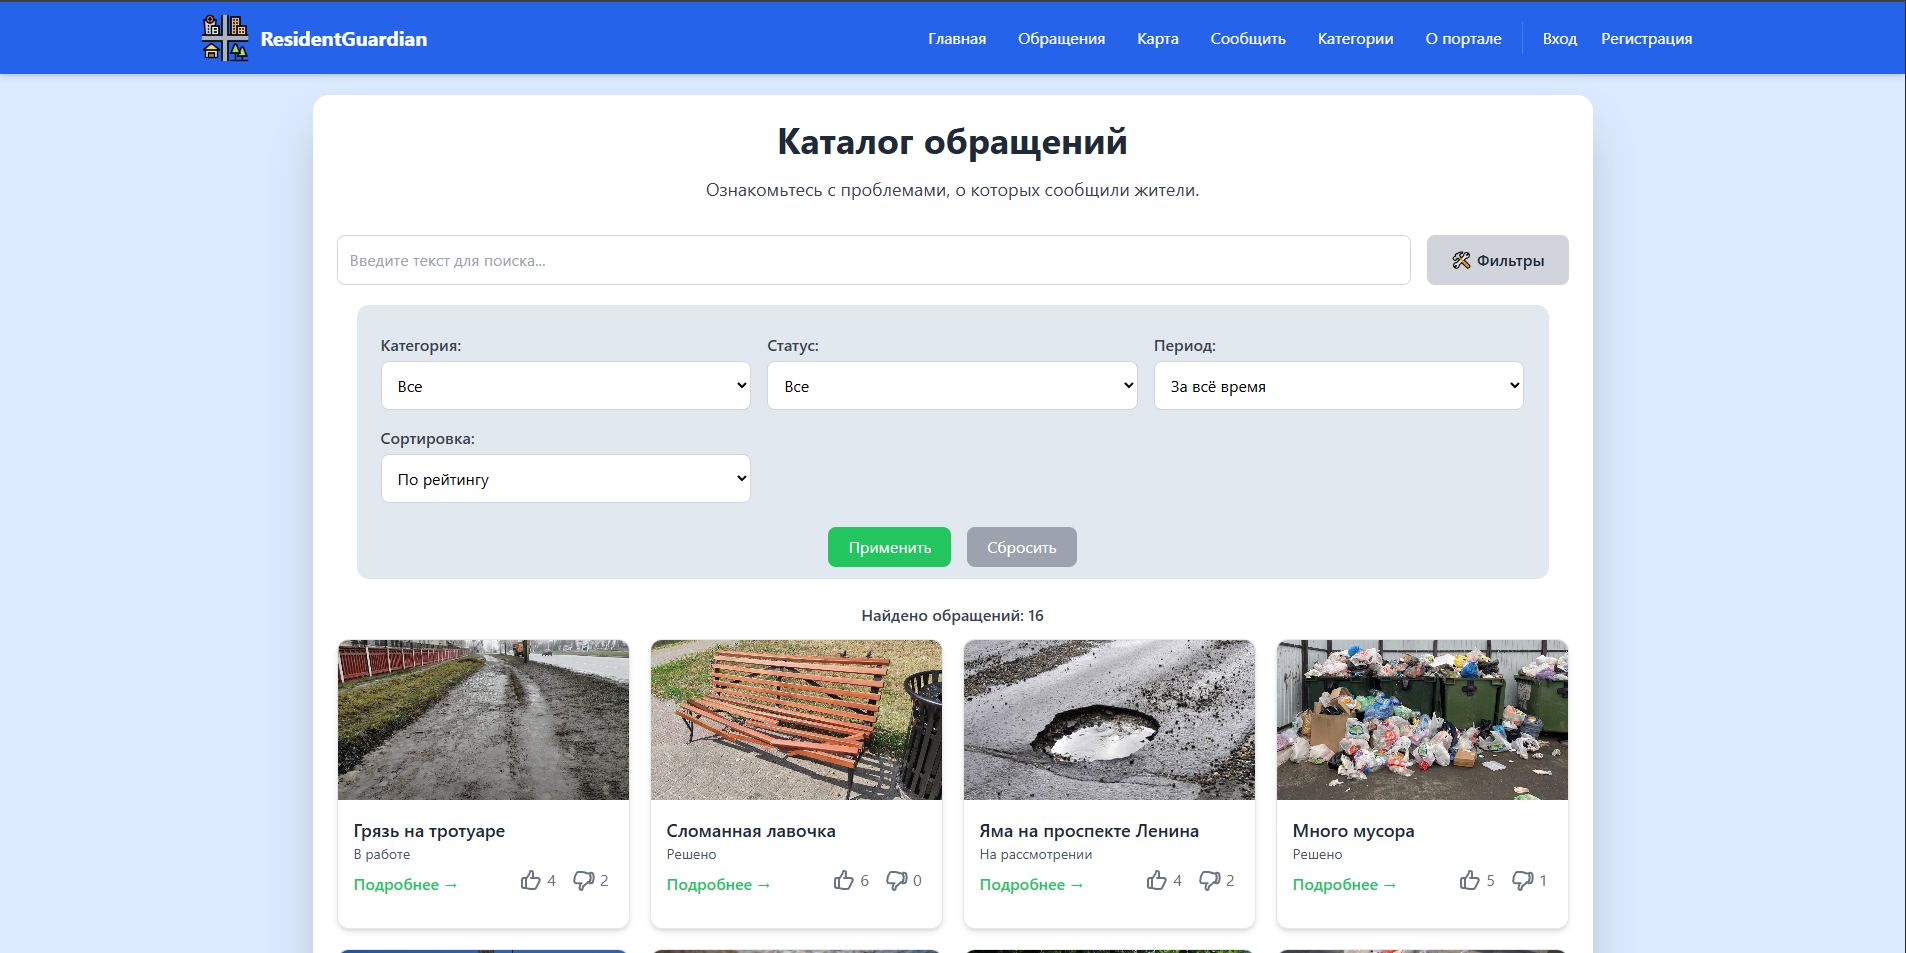 ResidentGuardian
Главная Обращения Карта Сообщить Категории О портале Вход Регистрация
Каталог обращений
Ознакомьтесь с проблемами, о которых сообщили жители.
Введите текст для поиска...
Фильтры
Категория: Статус: Период:
Все Все За всё время
Сортировка:
По рейтингу
Применить Сбросить
Найдено обращений: 16
Грязь на тротуаре
В работе
Подробнее → 4 2
Сломанная лавочка
Решено
Подробнее → 6 0
Яма на проспекте Ленина
На рассмотрении
Подробнее → 4 2
Много мусора
Решено
Подробнее → 5 1